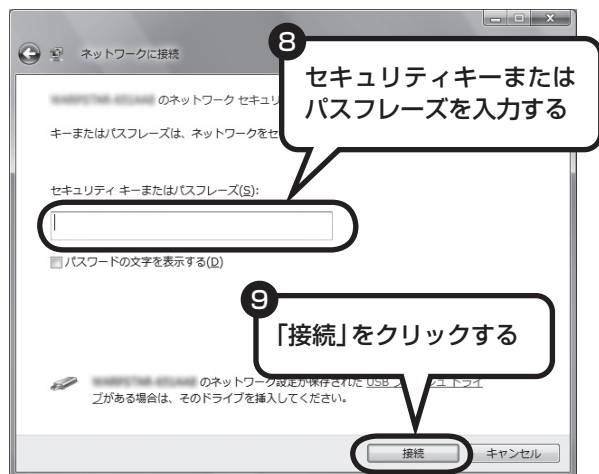 ネットワークに接続
8
セキュリティキーまたは
パスフレーズを入力する
のネットワーク セキュリ
キーまたはパスフレーズは、ネットワークをセ
セキュリティ キーまたはパスフレーズ(S):
パスワードの文字を表示する(D)
9
「接続」をクリックする
のネットワーク設定が保存された USB
ブがある場合は、そのドライブを挿入してください。
接続 キャンセル